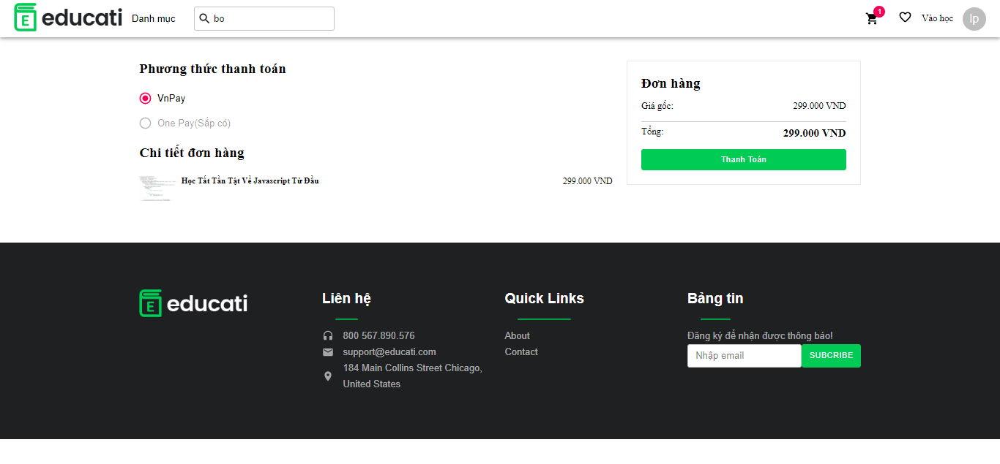 educati
Danh mục
bo
1
Vào học
lp
Phương thức thanh toán
VnPay
One Pay(Sắp có)
Chi tiết đơn hàng
Học Tất Tần Tật Về Javascript Từ Đầu
299.000 VND
Đơn hàng
Giá gốc:
299.000 VND
Tổng:
299.000 VND
Thanh Toán
educati
Liên hệ
800 567.890.576
support@educati.com
184 Main Collins Street Chicago,
United States
Quick Links
About
Contact
Bảng tin
Đăng ký để nhận được thông báo!
Nhập email
SUBCRIBE